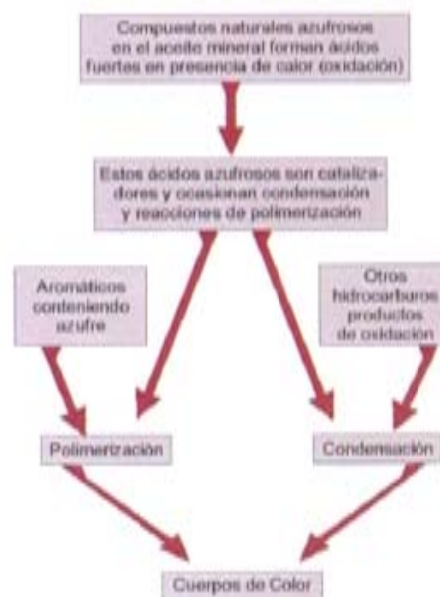 Compuestos naturales azufrosos
en el aceite mineral forman ácidos
fuertes en presencia de calor (oxidación)
Estos ácidos azufrosos son cataliza-
dores y ocasionan condensación
y reacciones de polimerización
Aromáticos
conteniendo
azufre
Otros
hidrocarburos
productos
de oxidación
Polimerización
Condensación
Cuerpos de Color